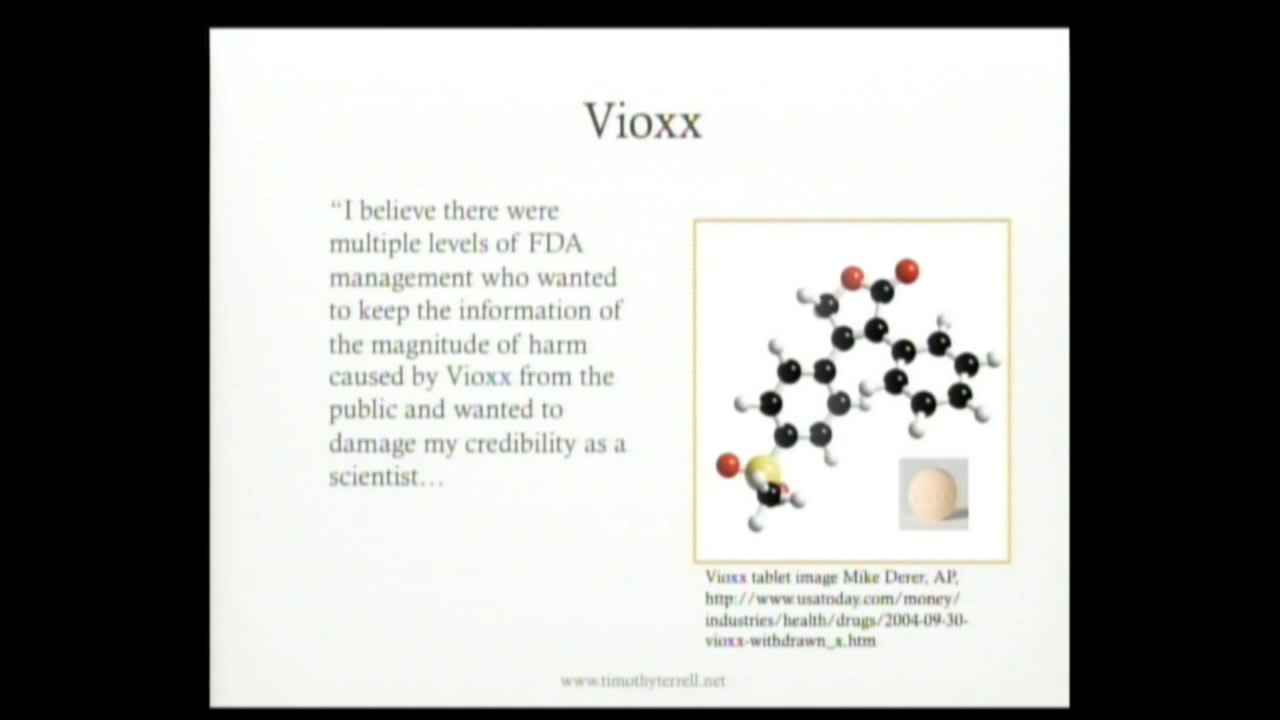 Vioxx
“I believe there were
multiple levels of FDA
management who wanted
to keep the information of
the magnitude of harm
caused by Vioxx from the
public and wanted to
damage my credibility as a
scientist…
Vioxx tablet image Mike Derer, AP,
http://www.usatoday.com/money/
industries/health/drugs/2004-09-30-
vioxx-withdrawn_x.htm
www.timothyterrell.net